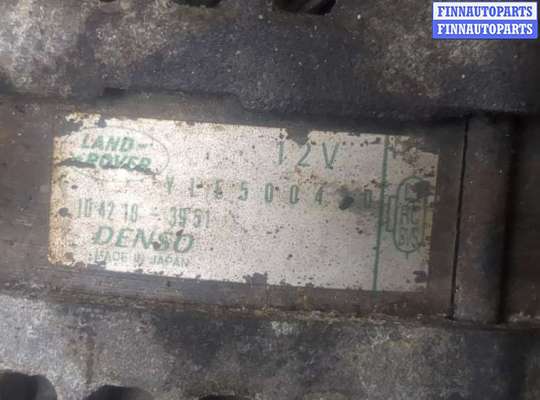 FINNAUTOPARTS
FINNAUTOPARTS
LAND-
ROVER
12V
104210-3951
DENSO
MADE IN JAPAN